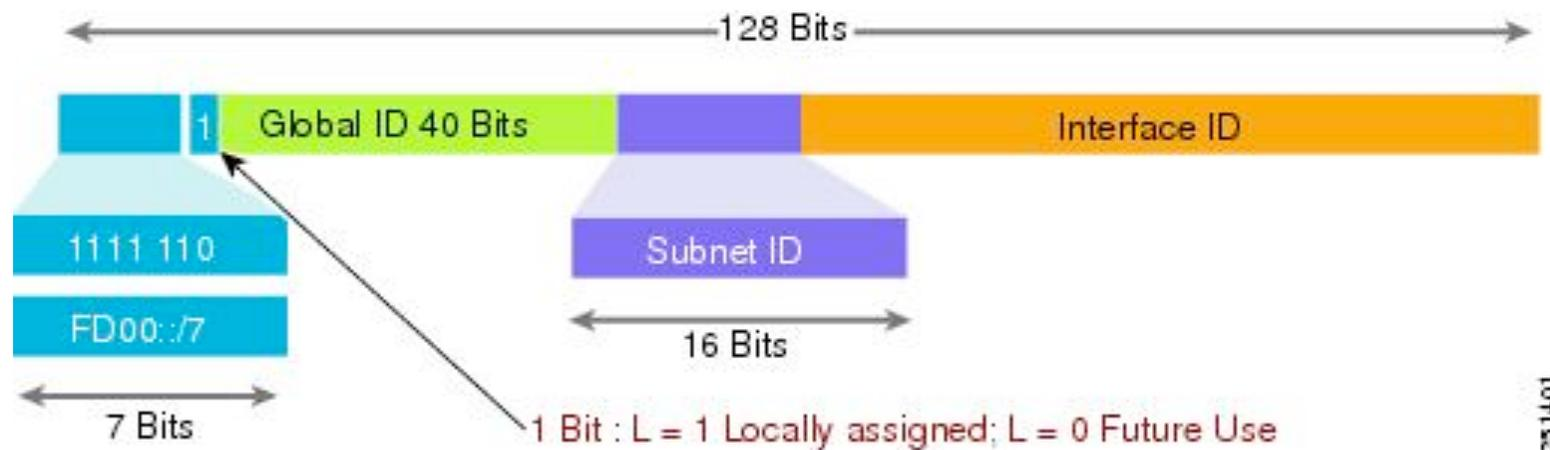 128 Bits
1
Global ID 40 Bits
Interface ID
1111 110
Subnet ID
FD00::/7
16 Bits
7 Bits
1 Bit : L = 1 Locally assigned; L = 0 Future Use